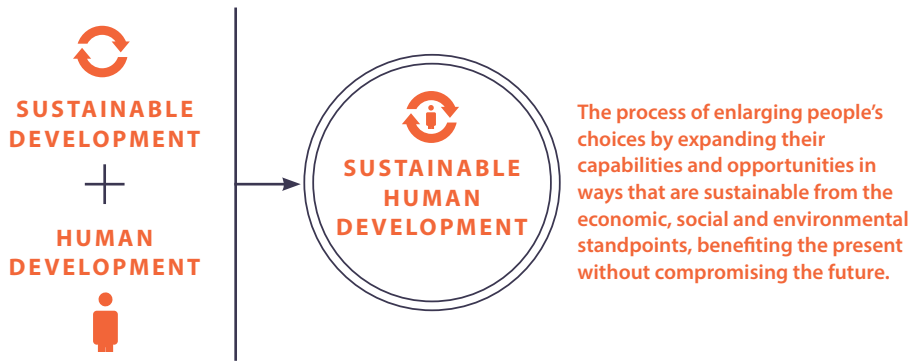 SUSTAINABLE
DEVELOPMENT
+
HUMAN
DEVELOPMENT
SUSTAINABLE
HUMAN
DEVELOPMENT
The process of enlarging people’s
choices by expanding their
capabilities and opportunities in
ways that are sustainable from the
economic, social and environmental
standpoints, benefiting the present
without compromising the future.